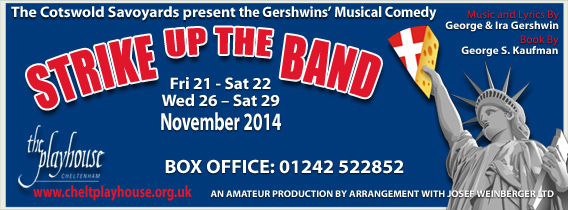 The Cotswold Savoyards present the Gershwins' Musical Comedy
Music and Lyrics By
George & Ira Gershwin
Book By
George S. Kaufman
STRIKE UP THE BAND
Fri 21 - Sat 22
Wed 26 – Sat 29
November 2014
the playhouse
CHELTENHAM
BOX OFFICE: 01242 522852
www.cheltplayhouse.org.uk
AN AMATEUR PRODUCTION BY ARRANGEMENT WITH JOSEF WEINBERGER LTD